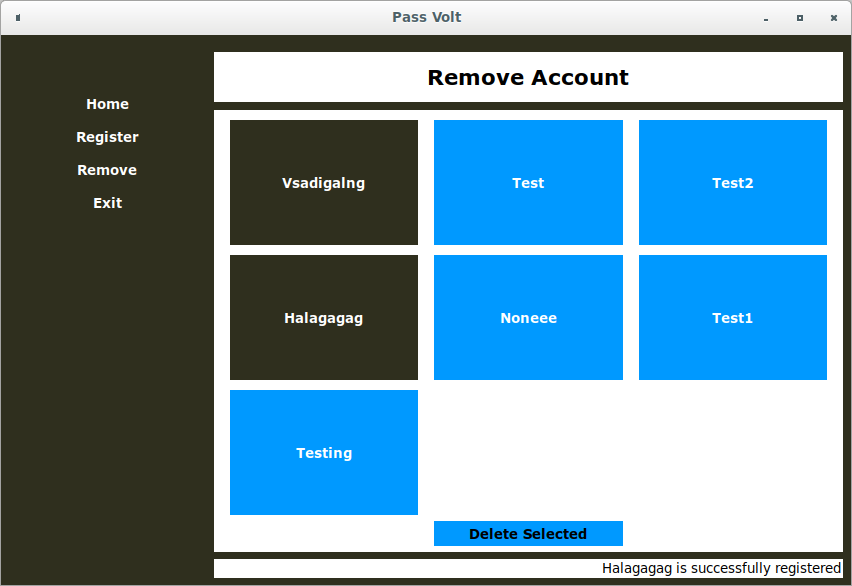 Pass Volt
Home
Register
Remove
Exit
Remove Account
Vsadigalng
Test
Test2
Halagagag
Noneee
Test1
Testing
Delete Selected
Halagagag is successfully registered